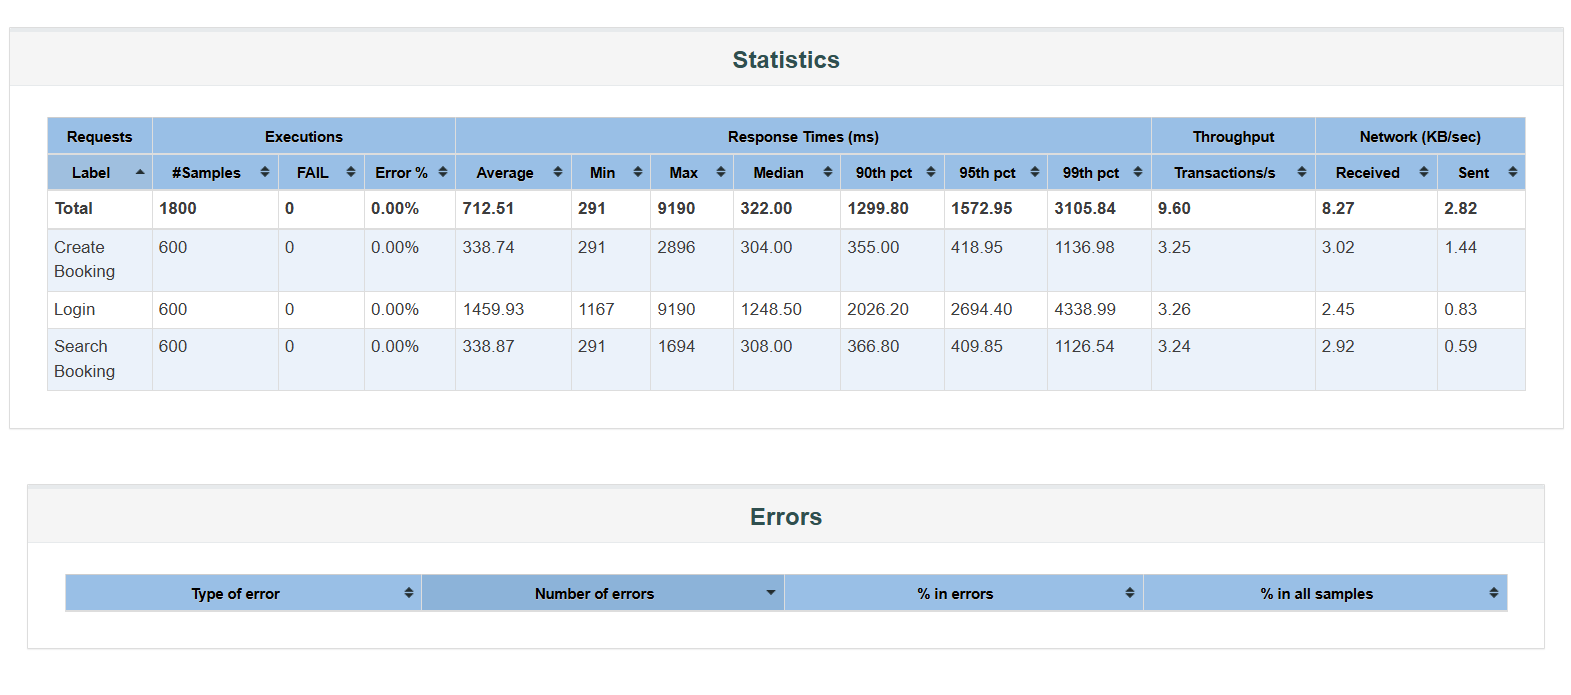 Statistics
Requests Executions Response Times (ms) Throughput Network (KB/sec)
Label #Samples FAIL Error % Average Min Max Median 90th pct 95th pct 99th pct Transactions/s Received Sent
Total 1800 0 0.00% 712.51 291 9190 322.00 1299.80 1572.95 3105.84 9.60 8.27 2.82
Create Booking 600 0 0.00% 338.74 291 2896 304.00 355.00 418.95 1136.98 3.25 3.02 1.44
Login 600 0 0.00% 1459.93 1167 9190 1248.50 2026.20 2694.40 4338.99 3.26 2.45 0.83
Search Booking 600 0 0.00% 338.87 291 1694 308.00 366.80 409.85 1126.54 3.24 2.92 0.59
Errors
Type of error Number of errors % in errors % in all samples